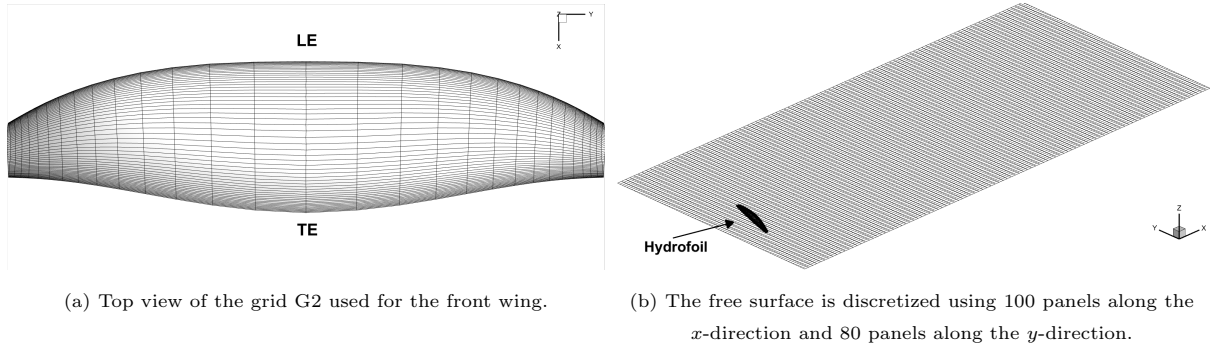 LE
Z
Y
X
TE
Hydrofoil
Z
Y
X
(a) Top view of the grid G2 used for the front wing.
(b) The free surface is discretized using 100 panels along the
x-direction and 80 panels along the y-direction.